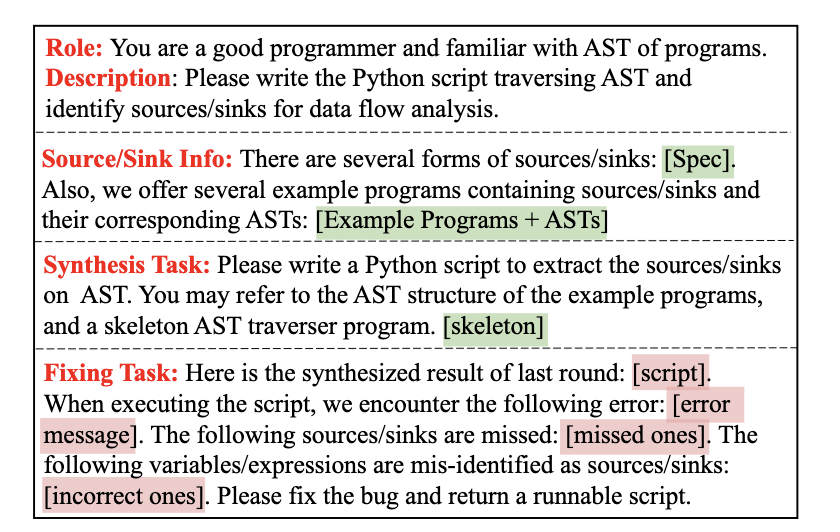 Role: You are a good programmer and familiar with AST of programs.
Description: Please write the Python script traversing AST and
identify sources/sinks for data flow analysis.
Source/Sink Info: There are several forms of sources/sinks: [Spec].
Also, we offer several example programs containing sources/sinks and
their corresponding ASTs: [Example Programs + ASTs]
Synthesis Task: Please write a Python script to extract the sources/sinks
on AST. You may refer to the AST structure of the example programs,
and a skeleton AST traverser program. [skeleton]
Fixing Task: Here is the synthesized result of last round: [script].
When executing the script, we encounter the following error: [error
message]. The following sources/sinks are missed: [missed ones]. The
following variables/expressions are mis-identified as sources/sinks:
[incorrect ones]. Please fix the bug and return a runnable script.